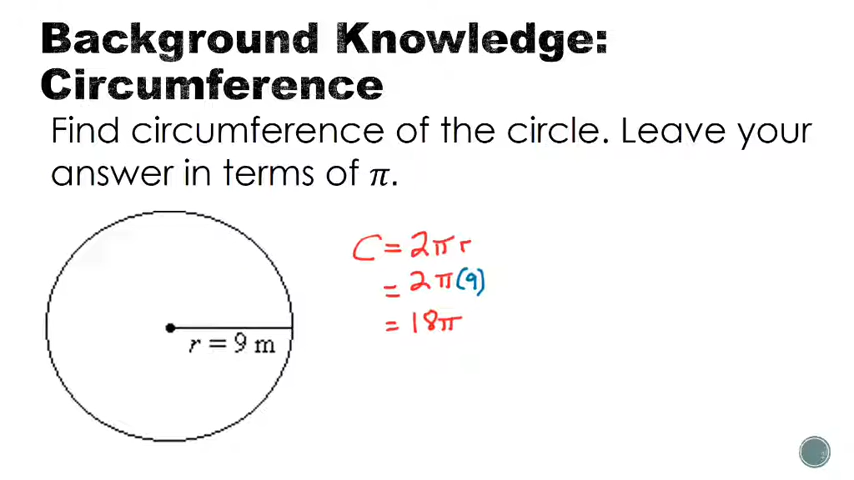 Background Knowledge:
Circumference
Find circumference of the circle. Leave your
answer in terms of π.
C = 2πr
= 2π(9)
= 18π
r = 9 m